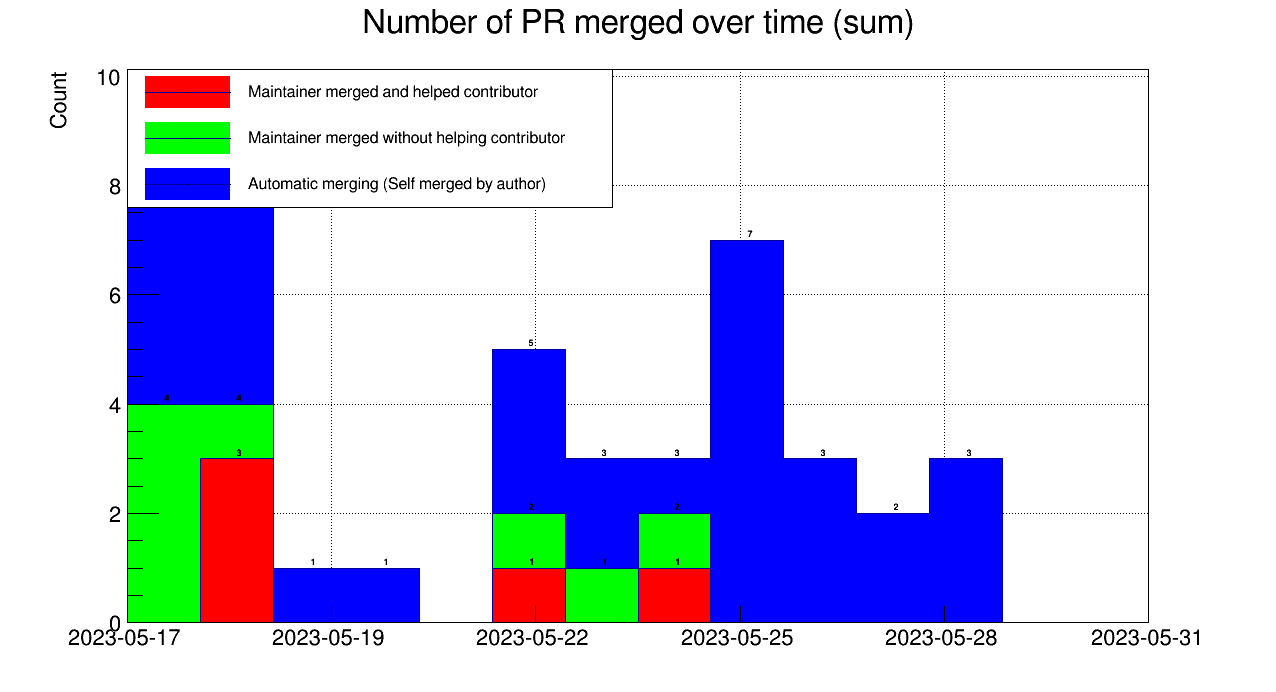 Number of PR merged over time (sum)
Count
10
8
6
4
2
0
Maintainer merged and helped contributor
Maintainer merged without helping contributor
Automatic merging (Self merged by author)
7
5
4 4
3 3 3 3 3
2 2 2
1 1 1 1 1
2023-05-17 2023-05-19 2023-05-22 2023-05-25 2023-05-28 2023-05-31